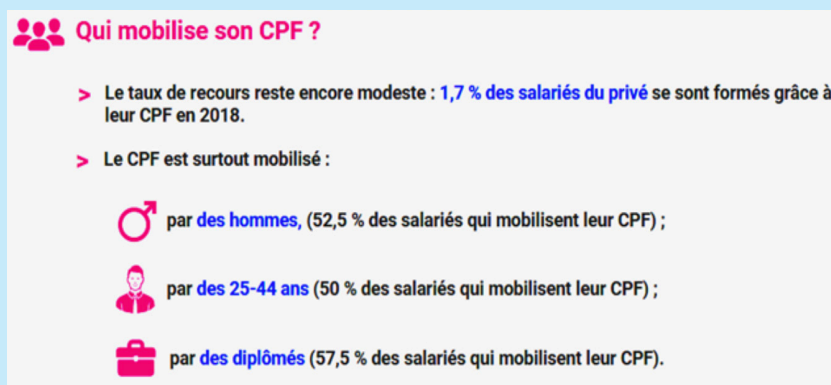 Qui mobilise son CPF ?
> Le taux de recours reste encore modeste : 1,7 % des salariés du privé se sont formés grâce à
leur CPF en 2018.
> Le CPF est surtout mobilisé :
par des hommes, (52,5 % des salariés qui mobilisent leur CPF) ;
par des 25-44 ans (50 % des salariés qui mobilisent leur CPF) ;
par des diplômés (57,5 % des salariés qui mobilisent leur CPF).